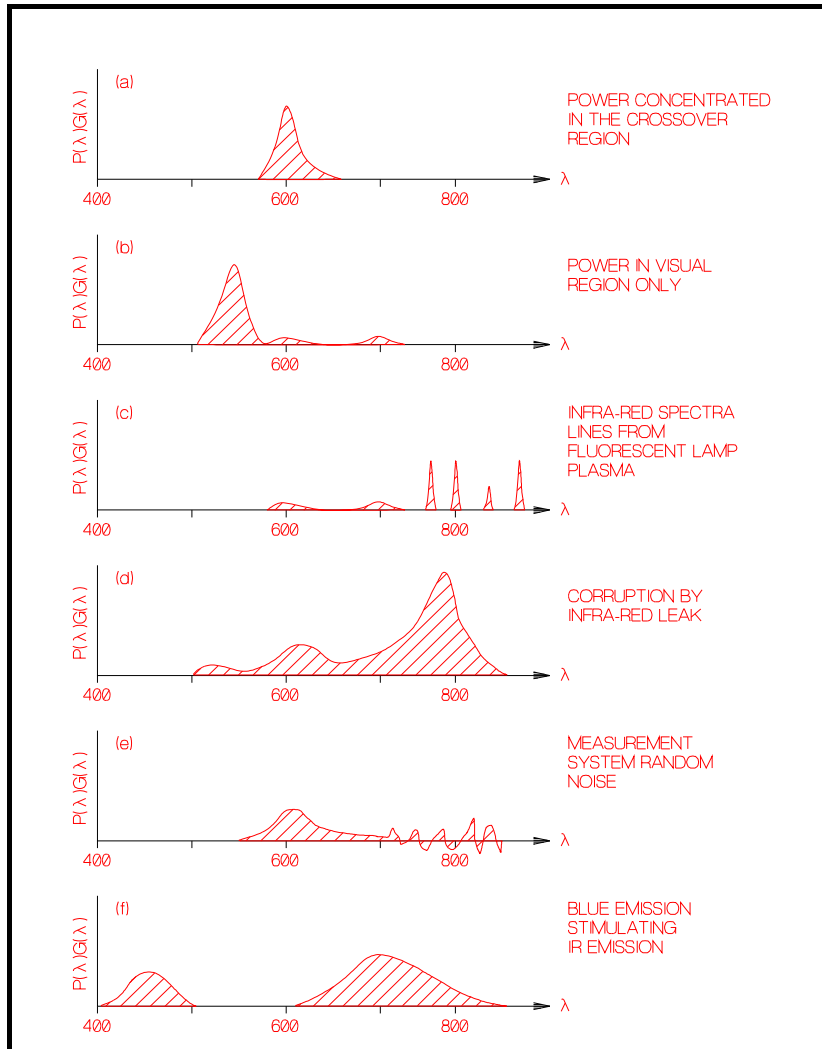 (a)
P(λ)G(λ)
POWER CONCENTRATED
IN THE CROSSOVER
REGION
λ
400
600
800
(b)
P(λ)G(λ)
POWER IN VISUAL
REGION ONLY
λ
400
600
800
(c)
P(λ)G(λ)
INFRA-RED SPECTRA
LINES FROM
FLUORESCENT LAMP
PLASMA
λ
400
600
800
(d)
P(λ)G(λ)
CORRUPTION BY
INFRA-RED LEAK
λ
400
600
800
(e)
P(λ)G(λ)
MEASUREMENT
SYSTEM RANDOM
NOISE
λ
400
600
800
(f)
P(λ)G(λ)
BLUE EMISSION
STIMULATING
IR EMISSION
λ
400
600
800